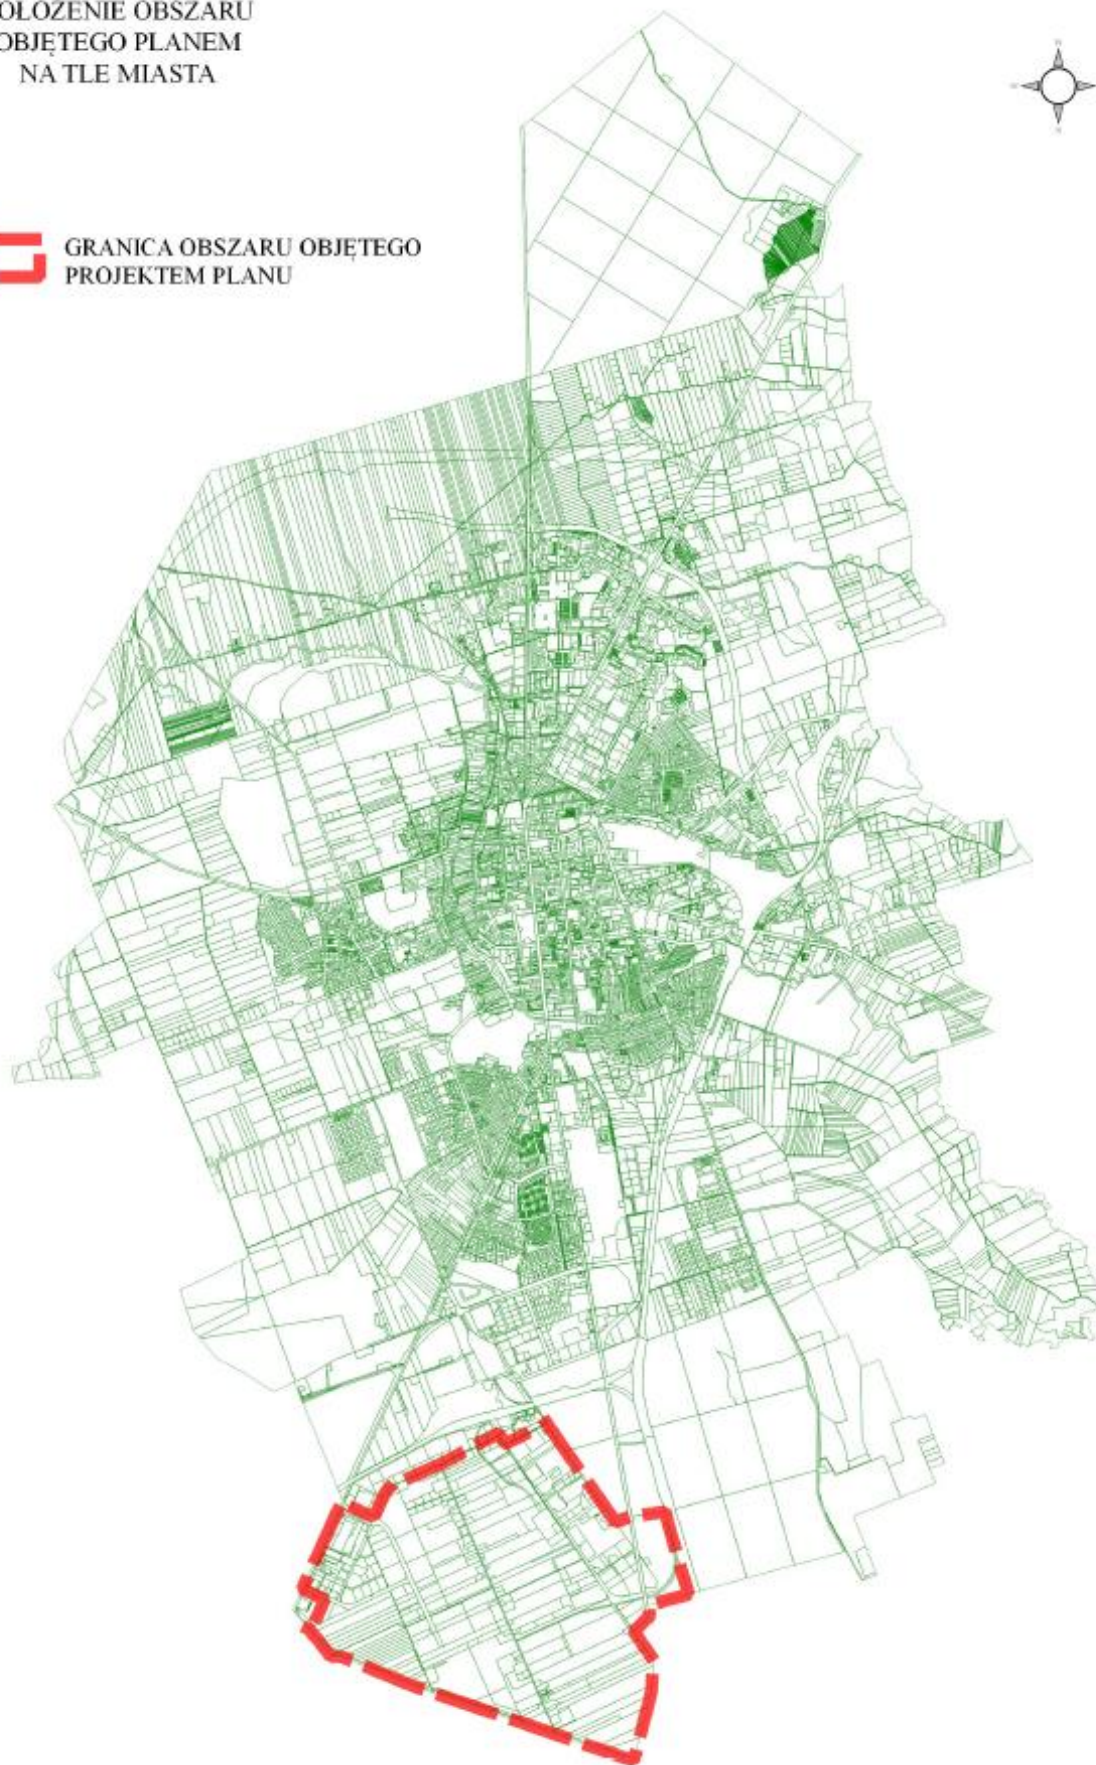 OŁOŻENIE OBSZARU
OBJĘTEGO PLANEM
NA TLE MIASTA
GRANICA OBSZARU OBJĘTEGO
PROJEKTEM PLANU